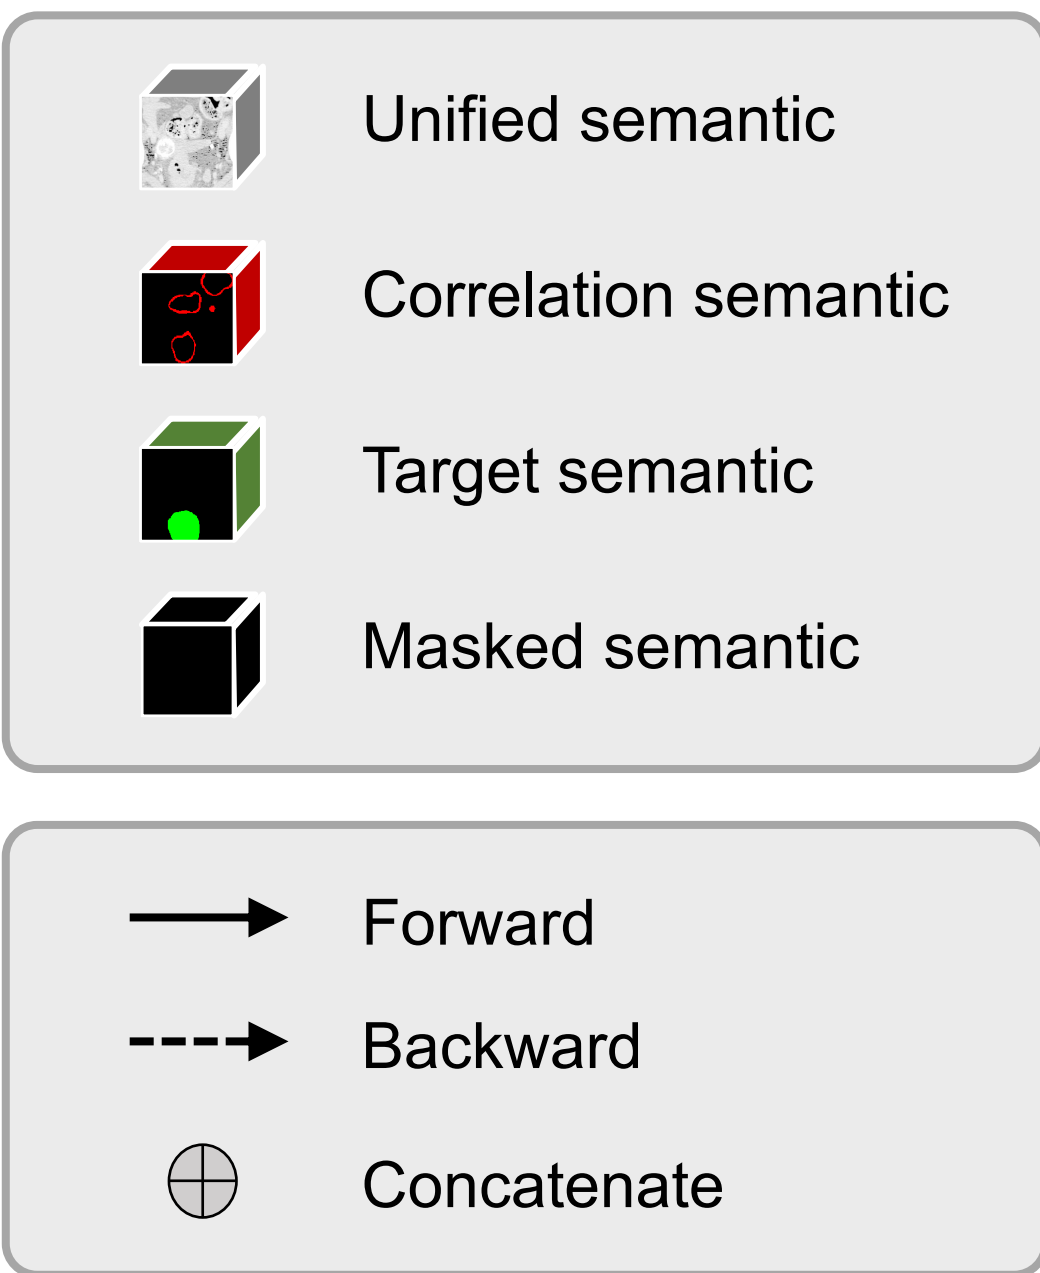 Unified semantic
Correlation semantic
Target semantic
Masked semantic
Forward
Backward
Concatenate